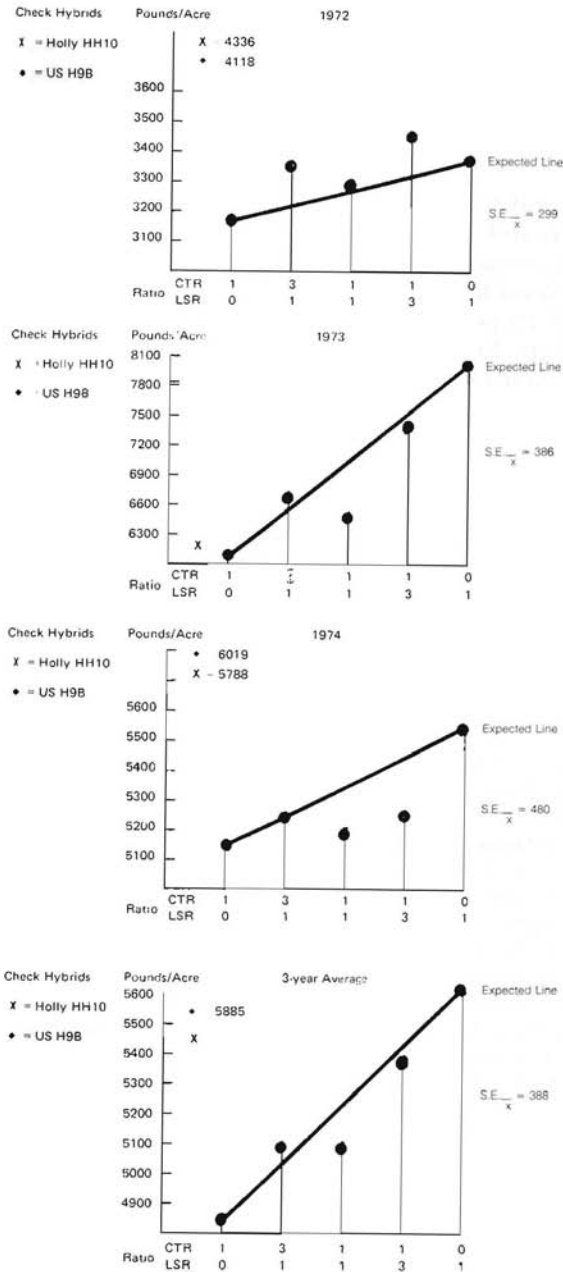 Check Hybrids Pounds/Acre 1972
X = Holly HH10 X - 4336
♦ = US H9B ♦ 4118
3600
3500
3400
3300
3200
3100
Expected Line
S.E. x = 299
CTR 1 3 1 1 0
Ratio
LSR 0 1 1 3 1
Check Hybrids Pounds/Acre 1973
X - Holly HH10
♦ - US H9B
8100
7800
7500
7200
6900
6600
6300
X
Expected Line
S.E. x = 386
CTR 1 1 1 0
Ratio
LSR 0 1 1 3 1
Check Hybrids Pounds/Acre 1974
X = Holly HH10 ♦ 6019
♦ = US H9B X - 5788
5600
5500
5400
5300
5200
5100
Expected Line
S.E. x = 480
CTR 1 3 1 1 0
Ratio
LSR 0 1 1 3 1
Check Hybrids Pounds/Acre 3-year Average
X = Holly HH10 ♦ 5885
♦ = US H9B X
5600
5500
5400
5300
5200
5100
5000
4900
Expected Line
S.E. x = 388
CTR 1 3 1 1 0
Ratio
LSR 0 1 1 3 1